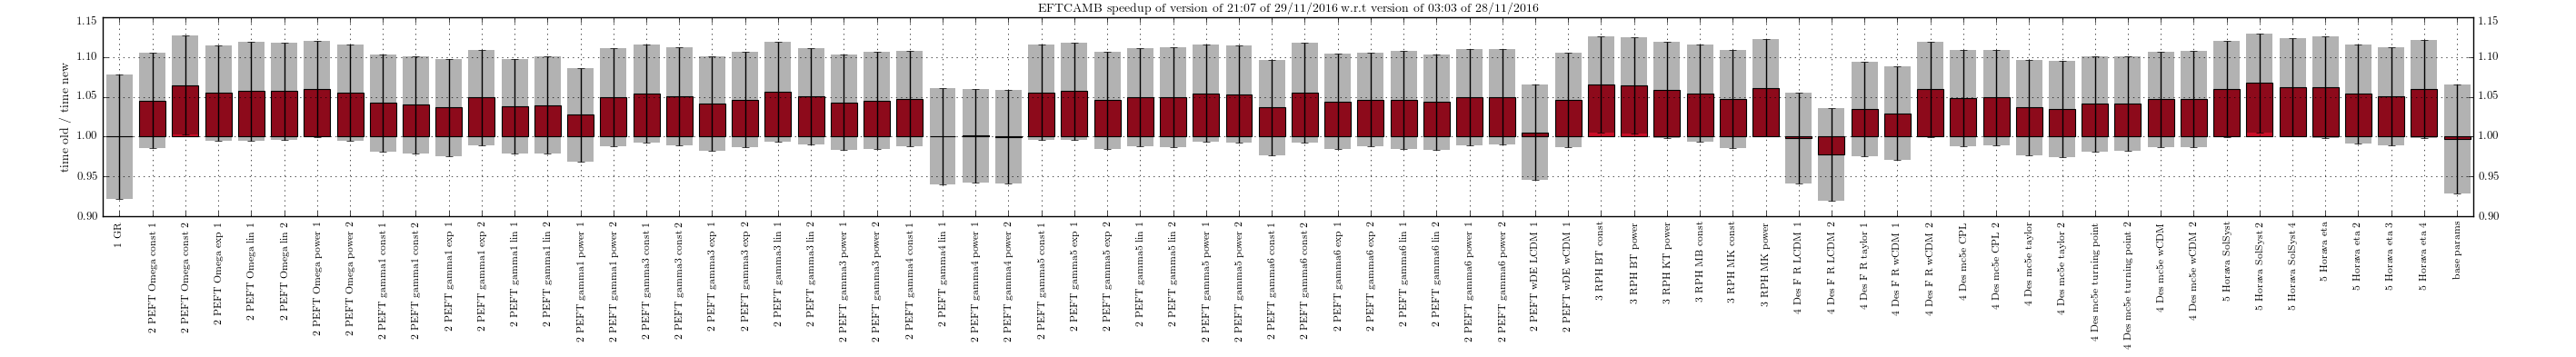 EFTCAMB speedup of version of 21:07 of 29/11/2016 w.r.t version of 03:03 of 28/11/2016
time old / time new
1.15
1.10
1.05
1.00
0.95
0.90
1.15
1.10
1.05
1.00
0.95
0.90
1 GR
2 PEFT Omega const 1
2 PEFT Omega const 2
2 PEFT Omega exp 1
2 PEFT Omega lin 1
2 PEFT Omega lin 2
2 PEFT Omega power 1
2 PEFT Omega power 2
2 PEFT gamma1 const 1
2 PEFT gamma1 const 2
2 PEFT gamma1 exp 1
2 PEFT gamma1 exp 2
2 PEFT gamma1 lin 1
2 PEFT gamma1 lin 2
2 PEFT gamma1 power 1
2 PEFT gamma1 power 2
2 PEFT gamma3 const 1
2 PEFT gamma3 const 2
2 PEFT gamma3 exp 1
2 PEFT gamma3 exp 2
2 PEFT gamma3 lin 1
2 PEFT gamma3 lin 2
2 PEFT gamma3 power 1
2 PEFT gamma3 power 2
2 PEFT gamma4 const 1
2 PEFT gamma4 lin 1
2 PEFT gamma4 power 1
2 PEFT gamma4 power 2
2 PEFT gamma5 const 1
2 PEFT gamma5 exp 1
2 PEFT gamma5 exp 2
2 PEFT gamma5 lin 1
2 PEFT gamma5 lin 2
2 PEFT gamma5 power 1
2 PEFT gamma5 power 2
2 PEFT gamma6 const 1
2 PEFT gamma6 const 2
2 PEFT gamma6 exp 1
2 PEFT gamma6 exp 2
2 PEFT gamma6 lin 1
2 PEFT gamma6 lin 2
2 PEFT gamma6 power 1
2 PEFT gamma6 power 2
2 PEFT wDE LCDM 1
2 PEFT wDE wCDM 1
3 RPH BT const
3 RPH BT power
3 RPH KT power
3 RPH MB const
3 RPH MK const
3 RPH MK power
4 Des F R LCDM 1
4 Des F R LCDM 2
4 Des F R taylor 1
4 Des F R wCDM 1
4 Des F R wCDM 2
4 Des mc5e CPL
4 Des mc5e CPL 2
4 Des mc5e taylor
4 Des mc5e taylor 2
4 Des mc5e turning point
4 Des mc5e turning point 2
4 Des mc5e wCDM
4 Des mc5e wCDM 2
5 Horava SolSyst
5 Horava SolSyst 2
5 Horava SolSyst 4
5 Horava eta
5 Horava eta 2
5 Horava eta 3
5 Horava eta 4
base params